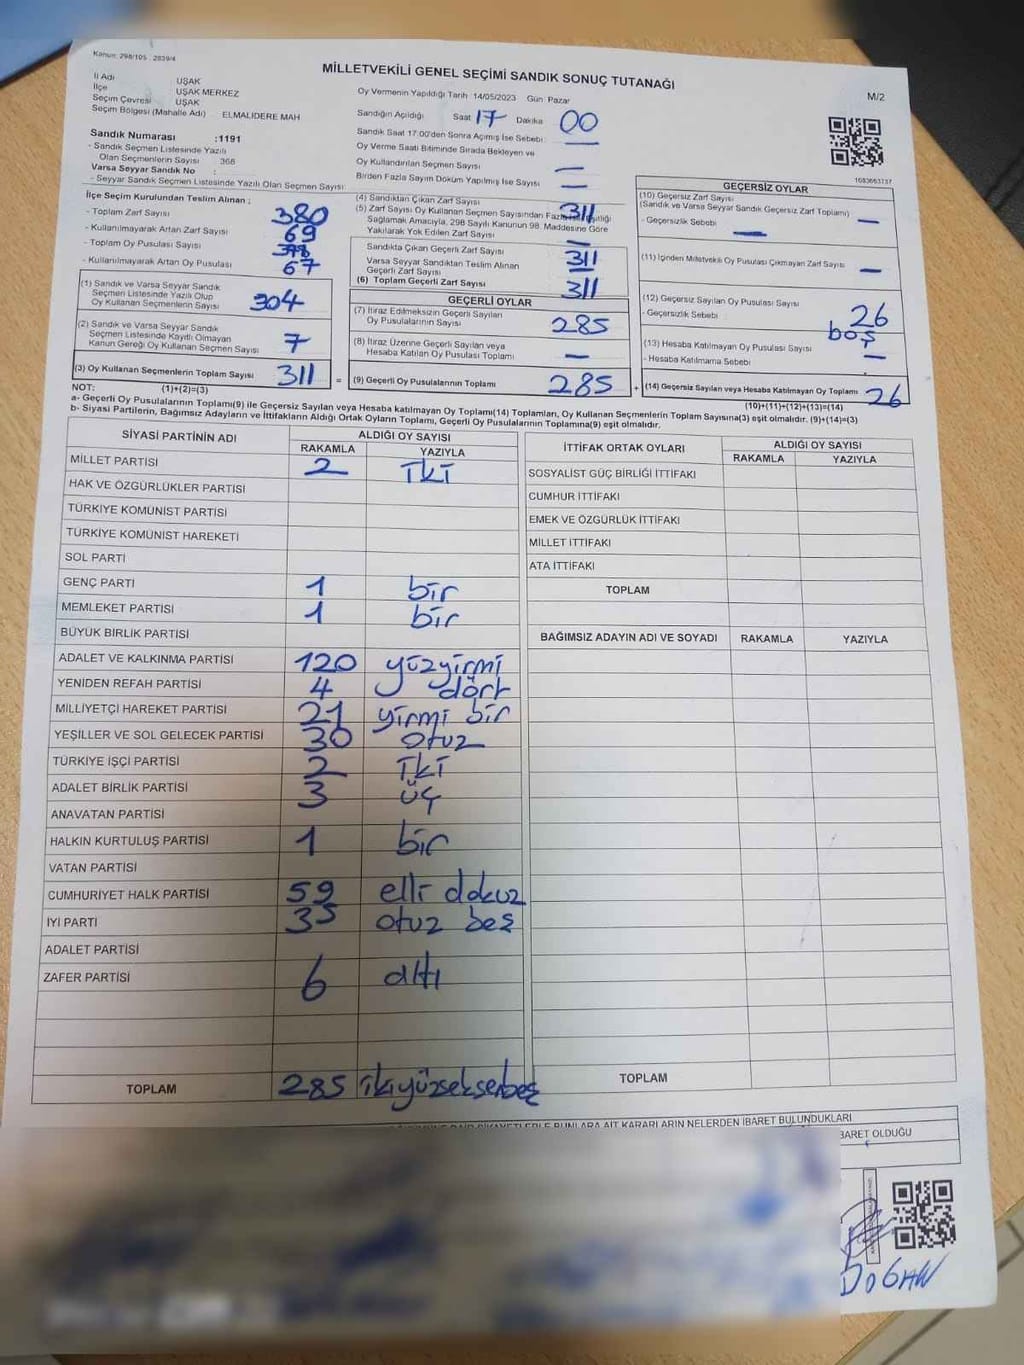 Kanun: 298/105 , 2839/4
MİLLETVEKİLİ GENEL SEÇİMİ SANDIK SONUÇ TUTANAĞI
M/2
İl Adı UŞAK
İlçe UŞAK MERKEZ
Seçim Çevresi UŞAK
Seçim Bölgesi (Mahalle Adı) : ELMALIDERE MAH
Sandık Numarası :1191
- Sandık Seçmen Listesinde Yazılı
Olan Seçmenlerin Sayısı : 368
Varsa Seyyar Sandık No :
- Seyyar Sandık Seçmen Listesinde Yazılı Olan Seçmen Sayısı:
Oy Vermenin Yapıldığı Tarih :14/05/2023 Gün: Pazar
Sandığın Açıldığı Saat 17 Dakika 00
Sandık Saat 17:00'den Sonra Açımış İse Sebebi: —
Oy Verme Saati Bitiminde Sırada Bekleyen ve
Oy Kullandırılan Seçmen Sayısı —
Birden Fazla Sayım Döküm Yapılmış İse Sayısı —
1083663137
İlçe Seçim Kurulundan Teslim Alınan ;
- Toplam Zarf Sayısı 380
- Kullanılmayarak Artan Zarf Sayısı 69
- Toplam Oy Pusulası Sayısı
- Kullanılmayarak Artan Oy Pusulası 67
(1) Sandık ve Varsa Seyyar Sandık
Seçmen Listesinde Yazılı Olup
Oy Kullanan Seçmenlerin Sayısı 304
(2) Sandık ve Varsa Seyyar Sandık
Seçmen Listesinde Kayıtlı Olmayan
Kanun Gereği Oy Kullanan Seçmen Sayısı 7
(3) Oy Kullanan Seçmenlerin Toplam Sayısı 311 =
(4) Sandıktan Çıkan Zarf Sayısı 311
(5) Zarf Sayısı Oy Kullanan Seçmen Sayısından Fazla
Sağlamak Amacıyla, 298 Sayılı Kanunun 98. Maddesine Göre
Yakılarak Yok Edilen Zarf Sayısı —
Sandıkta Çıkan Geçerli Zarf Sayısı 311
Varsa Seyyar Sandıktan Teslim Alınan
Geçerli Zarf Sayısı —
(6) Toplam Geçerli Zarf Sayısı 311
GEÇERLİ OYLAR
(7) İtiraz Edilmeksizin Geçerli Sayılan
Oy Pusulalarının Sayısı 285
(8) İtiraz Üzerine Geçerli Sayılan veya
Hesaba Katılan Oy Pusulası Toplamı —
(9) Geçerli Oy Pusulalarının Toplamı 285 +
GEÇERSİZ OYLAR
(10) Geçersiz Zarf Sayısı
(Sandık ve Varsa Seyyar Sandık Geçersiz Zarf Toplamı) —
- Geçersizlik Sebebi —
(11) İçinden Milletvekili Oy Pusulası Çıkmayan Zarf Sayısı —
(12) Geçersiz Sayılan Oy Pusulası Sayısı 26
- Geçersizlik Sebebi : boş
(13) Hesaba Katılmayan Oy Pusulası Sayısı —
- Hesaba Katılmama Sebebi :
(14) Geçersiz Sayılan veya Hesaba Katılmayan Oy Toplamı 26
NOT: (1)+(2)=(3) (10)+(11)+(12)+(13)=(14)
a- Geçerli Oy Pusulalarının Toplamı(9) ile Geçersiz Sayılan veya Hesaba katılmayan Oy Toplamı(14) Toplamları, Oy Kullanan Seçmenlerin Toplam Sayısına(3) eşit olmalıdır. (9)+(14)=(3)
b- Siyasi Partilerin, Bağımsız Adayların ve İttifakların Aldığı Ortak Oyların Toplamı, Geçerli Oy Pusulalarının Toplamına(9) eşit olmalıdır.
SİYASİ PARTİNİN ADI ALDIĞI OY SAYISI
RAKAMLA YAZIYLA
MİLLET PARTİSİ 2 İki
HAK VE ÖZGÜRLÜKLER PARTİSİ
TÜRKİYE KOMÜNİST PARTİSİ
TÜRKİYE KOMÜNİST HAREKETİ
SOL PARTİ
GENÇ PARTİ 1 bir
MEMLEKET PARTİSİ 1 bir
BÜYÜK BİRLİK PARTİSİ
ADALET VE KALKINMA PARTİSİ 120 yüzyirmi
YENİDEN REFAH PARTİSİ 4 dört
MİLLİYETÇİ HAREKET PARTİSİ 21 yirmi bir
YEŞİLLER VE SOL GELECEK PARTİSİ 30 otuz
TÜRKİYE İŞÇİ PARTİSİ 2 İki
ADALET BİRLİK PARTİSİ 3 üç
ANAVATAN PARTİSİ
HALKIN KURTULUŞ PARTİSİ 1 bir
VATAN PARTİSİ
CUMHURİYET HALK PARTİSİ 59 elli dokuz
İYİ PARTİ 35 otuz beş
ADALET PARTİSİ
ZAFER PARTİSİ 6 altı
TOPLAM 285 ikiyüzseksenbeş
İTTİFAK ORTAK OYLARI ALDIĞI OY SAYISI
RAKAMLA YAZIYLA
SOSYALİST GÜÇ BİRLİĞİ İTTİFAKI
CUMHUR İTTİFAKI
EMEK VE ÖZGÜRLÜK İTTİFAKI
MİLLET İTTİFAKI
ATA İTTİFAKI
TOPLAM
BAĞIMSIZ ADAYIN ADI VE SOYADI RAKAMLA YAZIYLA
TOPLAM
BUNLARA AİT KARARLARIN NELERDEN İBARET BULUNDUKLARI
İBARET OLDUĞU
DOĞAN